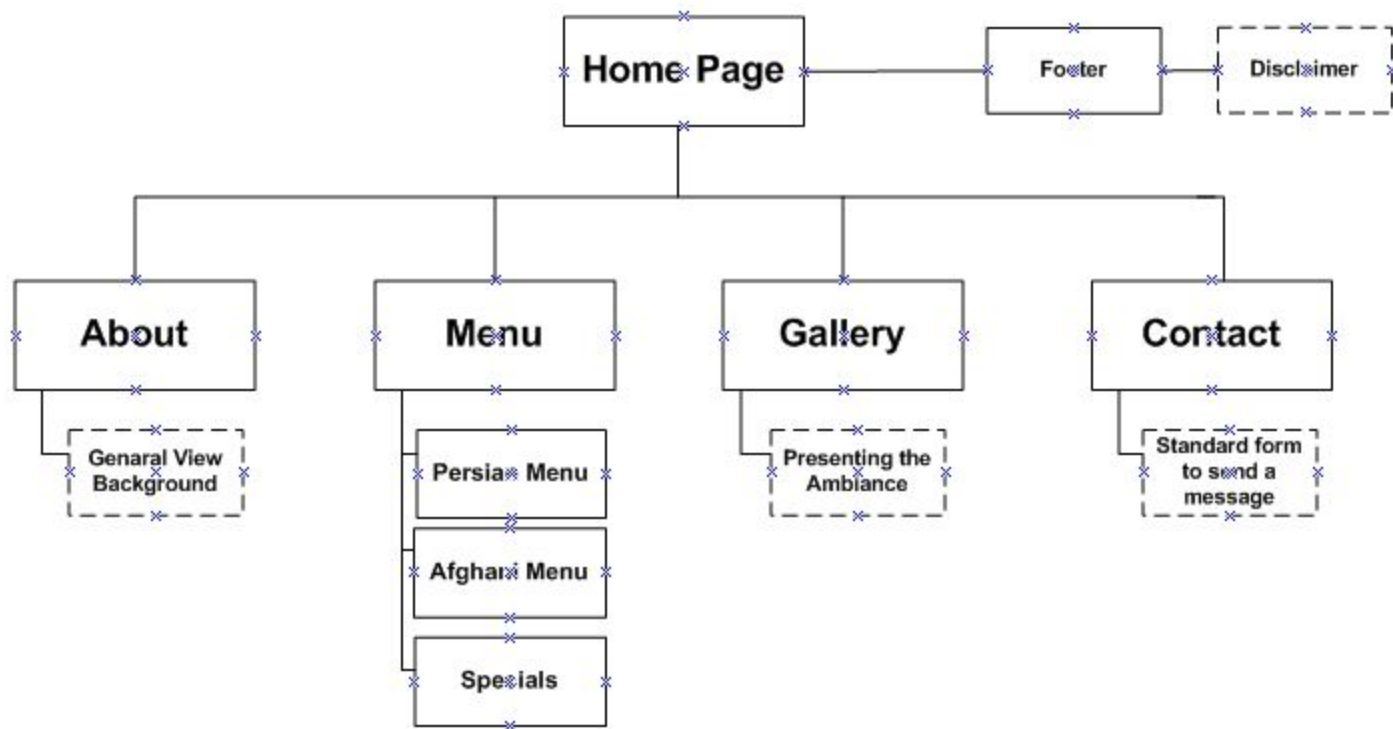 Home Page
Footer
Disclaimer
About
Menu
Gallery
Contact
Genaral View
Background
Persian Menu
Afghani Menu
Specials
Presenting the
Ambiance
Standard form
to send a
message